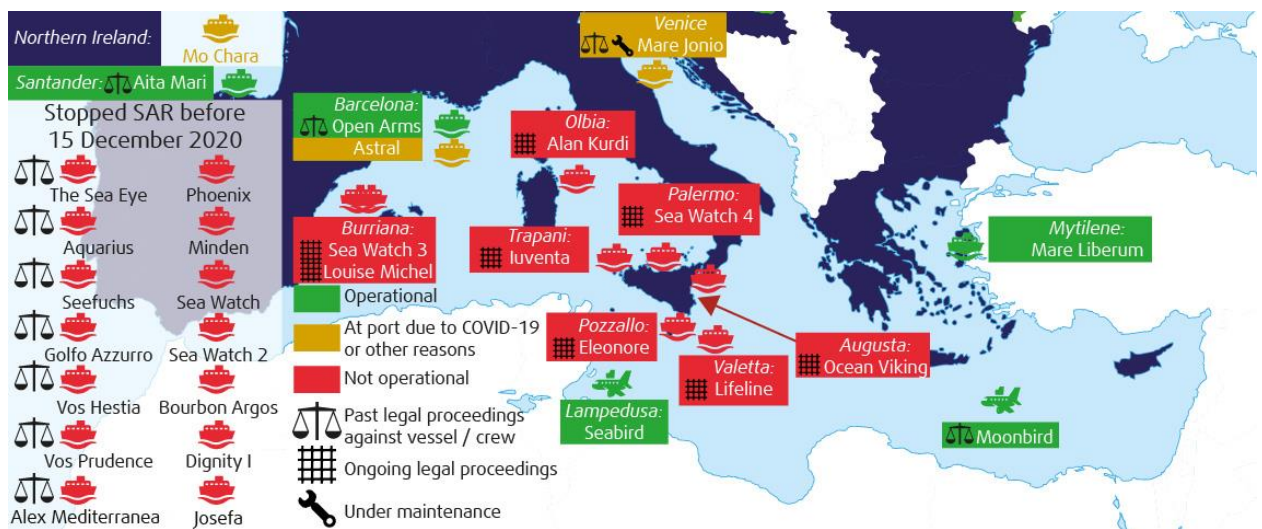 Northern Ireland:
Mo Chara
Santander: Aita Mari
Stopped SAR before
15 December 2020
The Sea Eye
Phoenix
Aquarius
Minden
Seefuchs
Sea Watch
Golfo Azzurro
Sea Watch 2
Vos Hestia
Bourbon Argos
Vos Prudence
Dignity I
Alex Mediterranea
Josefa
Barcelona:
Open Arms
Astral
Burriana:
Sea Watch 3
Louise Michel
Operational
At port due to COVID-19
or other reasons
Not operational
Past legal proceedings
against vessel / crew
Ongoing legal proceedings
Under maintenance
Venice
Mare Jonio
Olbia:
Alan Kurdi
Palermo:
Sea Watch 4
Trapani:
Iuventa
Pozzallo:
Eleonore
Valetta:
Lifeline
Augusta:
Ocean Viking
Lampedusa:
Seabird
Mytilene:
Mare Liberum
Moonbird